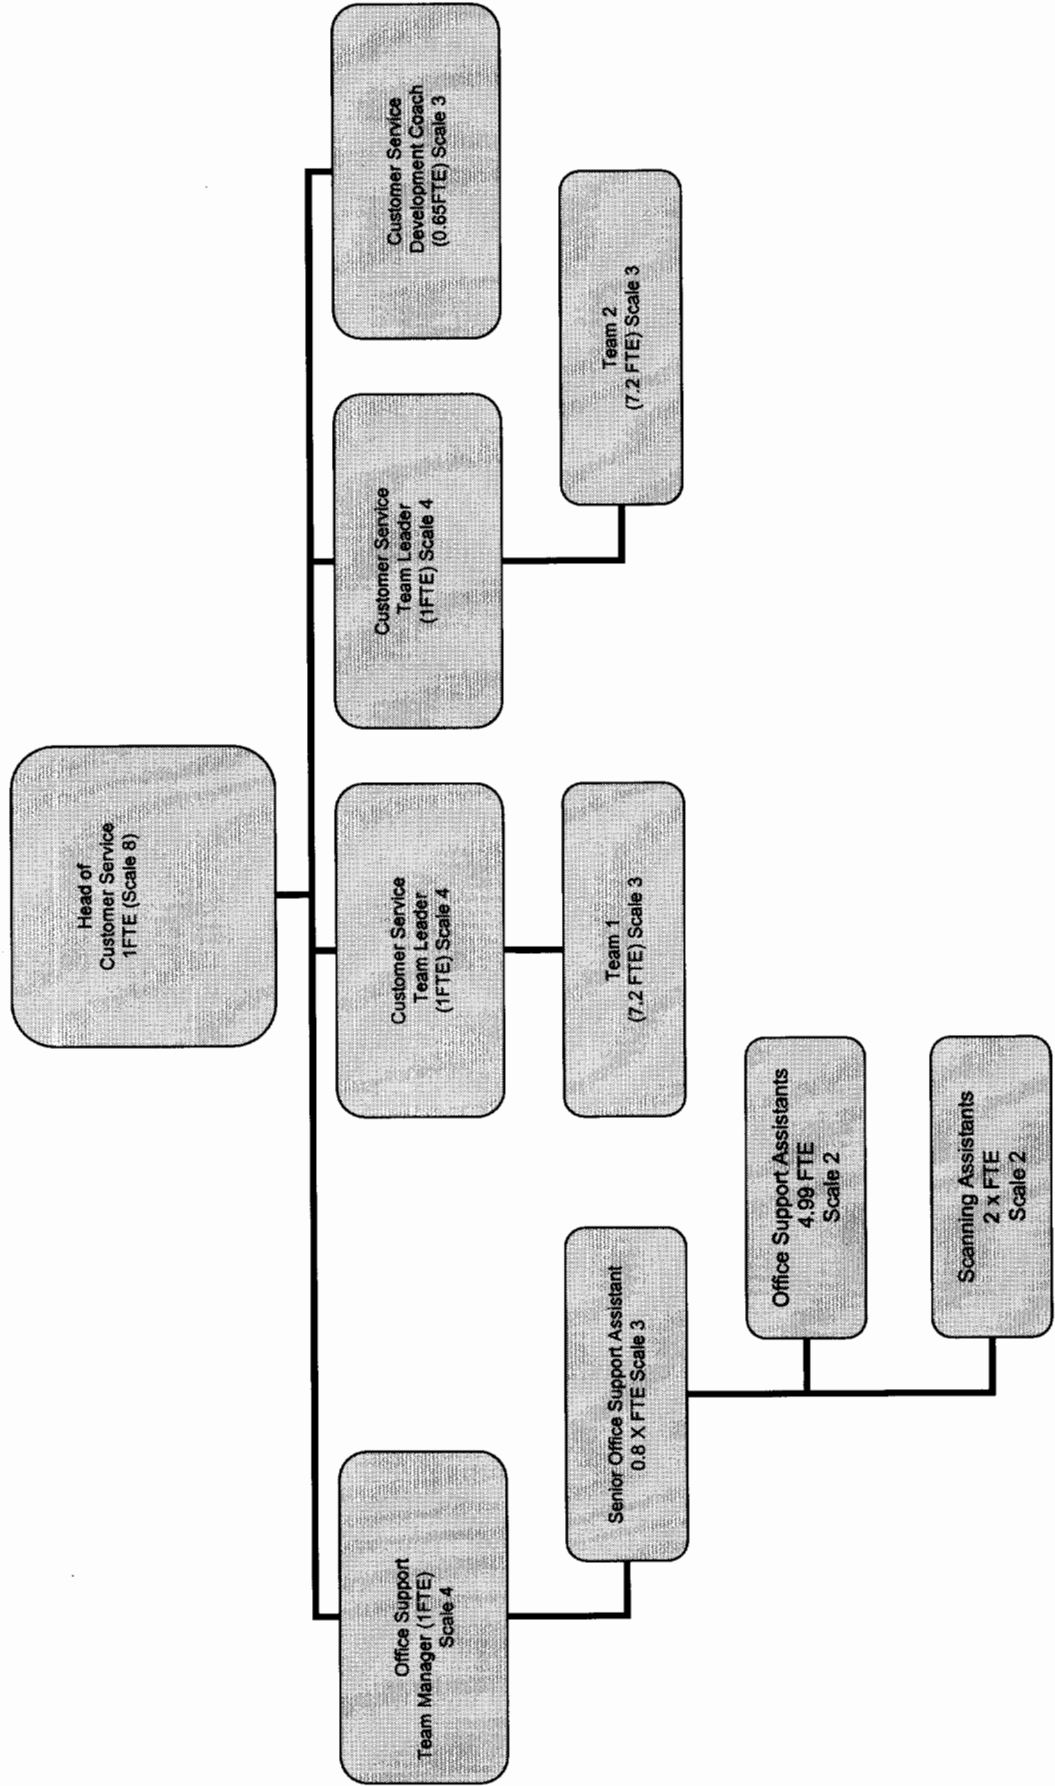 Head of
Customer Service
1FTE (Scale 8)
Office Support
Team Manager (1FTE)
Scale 4
Customer Service
Team Leader
(1FTE) Scale 4
Customer Service
Team Leader
(1FTE) Scale 4
Customer Service
Development Coach
(0.65FTE) Scale 3
Senior Office Support Assistant
0.8 X FTE Scale 3
Team 1
(7.2 FTE) Scale 3
Team 2
(7.2 FTE) Scale 3
Office Support Assistants
4.99 FTE
Scale 2
Scanning Assistants
2 x FTE
Scale 2